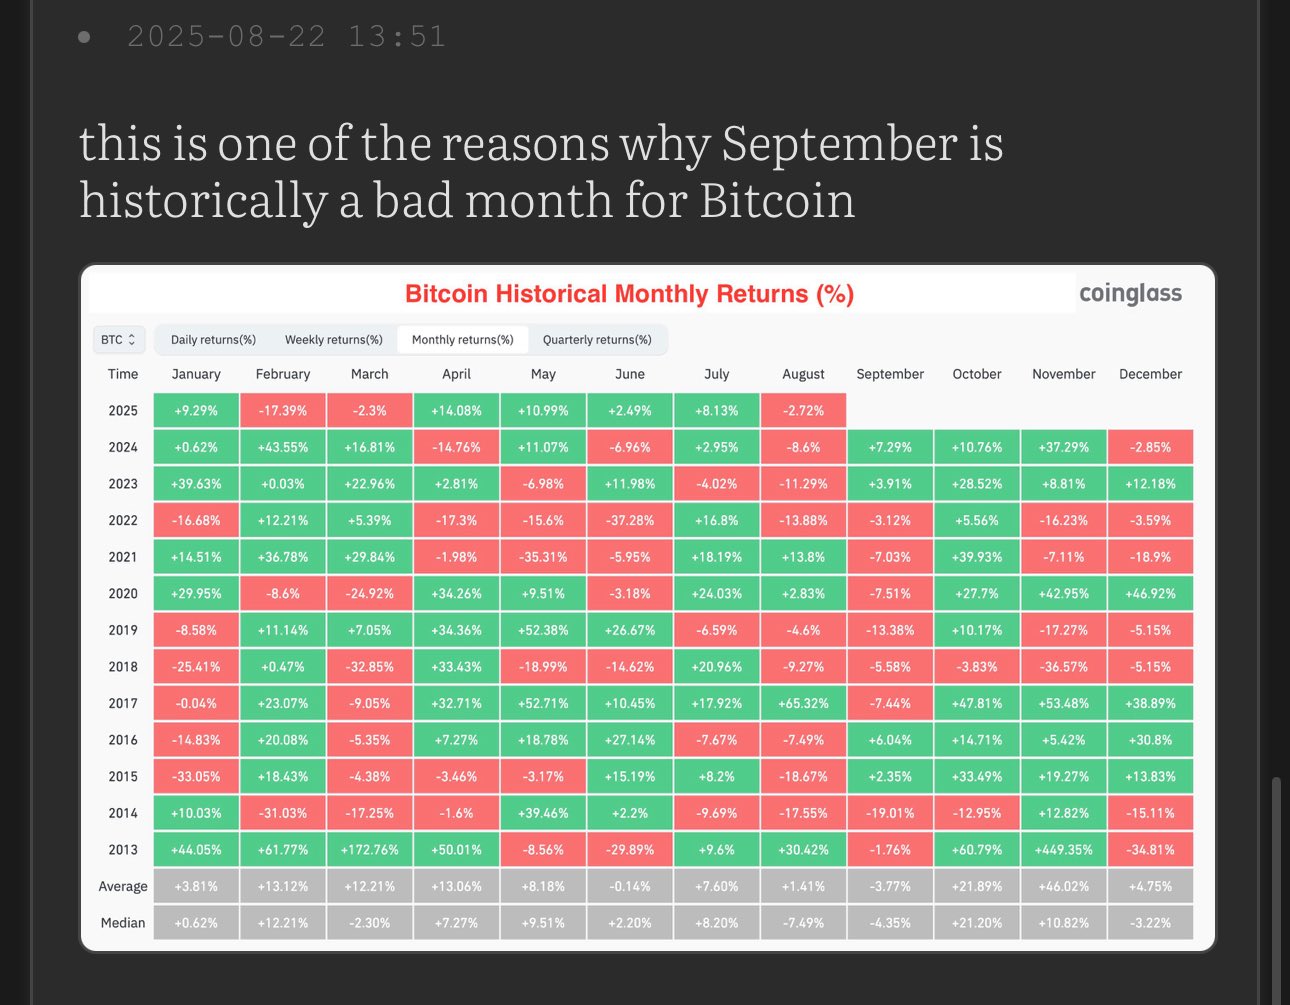 2025-08-22 13:51
this is one of the reasons why September is
historically a bad month for Bitcoin
Bitcoin Historical Monthly Returns (%) coinglass
BTC Daily returns(%) Weekly returns(%) Monthly returns(%) Quarterly returns(%)
Time January February March April May June July August September October November December
2025 +9.29% -17.39% -2.3% +14.08% +10.99% +2.49% +8.13% -2.72%
2024 +0.62% +43.55% +16.81% -14.76% +11.07% -6.96% +2.95% -8.6% +7.29% +10.76% +37.29% -2.85%
2023 +39.63% +0.03% +22.96% +2.81% -6.98% +11.98% -4.02% -11.29% +3.91% +28.52% +8.81% +12.18%
2022 -16.68% +12.21% +5.39% -17.3% -15.6% -37.28% +16.8% -13.88% -3.12% +5.56% -16.23% -3.59%
2021 +14.51% +36.78% +29.84% -1.98% -35.31% -5.95% +18.19% +13.8% -7.03% +39.93% -7.11% -18.9%
2020 +29.95% -8.6% -24.92% +34.26% +9.51% -3.18% +24.03% +2.83% -7.51% +27.7% +42.95% +46.92%
2019 -8.58% +11.14% +7.05% +34.36% +52.38% +26.67% -6.59% -4.6% -13.38% +10.17% -17.27% -5.15%
2018 -25.41% +0.47% -32.85% +33.43% -18.99% -14.62% +20.96% -9.27% -5.58% -3.83% -36.57% -5.15%
2017 -0.04% +23.07% -9.05% +32.71% +52.71% +10.45% +17.92% +65.32% -7.44% +47.81% +53.48% +38.89%
2016 -14.83% +20.08% -5.35% +7.27% +18.78% +27.14% -7.67% -7.49% +6.04% +14.71% +5.42% +30.8%
2015 -33.05% +18.43% -4.38% -3.46% -3.17% +15.19% +8.2% -18.67% +2.35% +33.49% +19.27% +13.83%
2014 +10.03% -31.03% -17.25% -1.6% +39.46% +2.2% -9.69% -17.55% -19.01% -12.95% +12.82% -15.11%
2013 +44.05% +61.77% +172.76% +50.01% -8.56% -29.89% +9.6% +30.42% -1.76% +60.79% +449.35% -34.81%
Average +3.81% +13.12% +12.21% +13.06% +8.18% -0.14% +7.60% +1.41% -3.77% +21.89% +46.02% +4.75%
Median +0.62% +12.21% -2.30% +7.27% +9.51% +2.20% +8.20% -7.49% -4.35% +21.20% +10.82% -3.22%